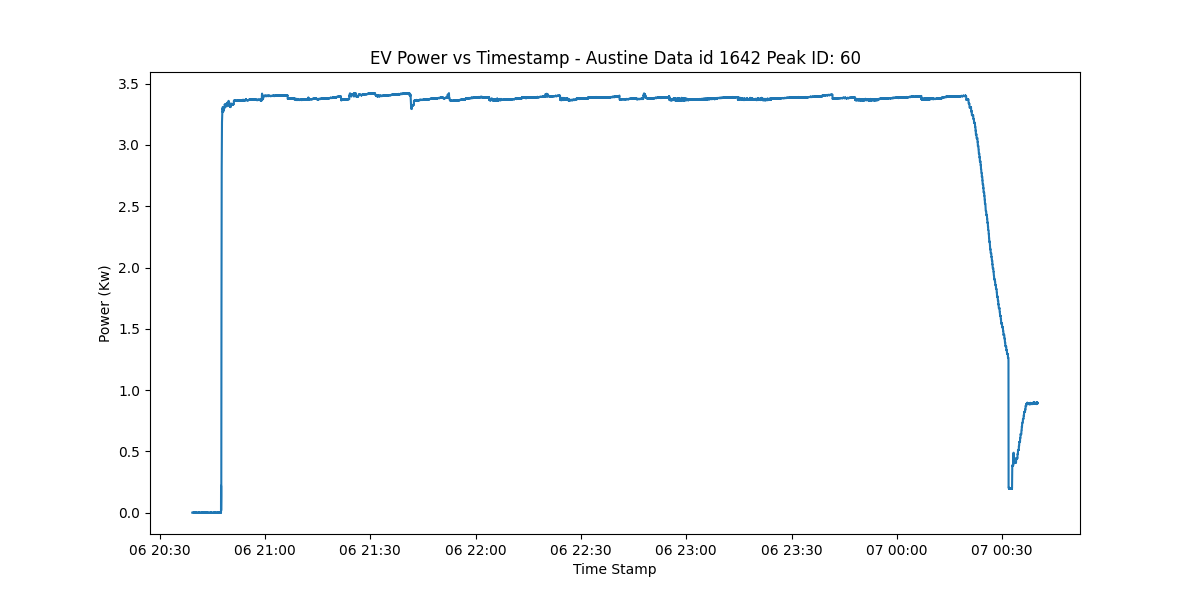 EV Power vs Timestamp - Austine Data id 1642 Peak ID: 60
3.5
3.0
2.5
2.0
1.5
1.0
0.5
0.0
Power (Kw)
06 20:30 06 21:00 06 21:30 06 22:00 06 22:30 06 23:00 06 23:30 07 00:00 07 00:30
Time Stamp